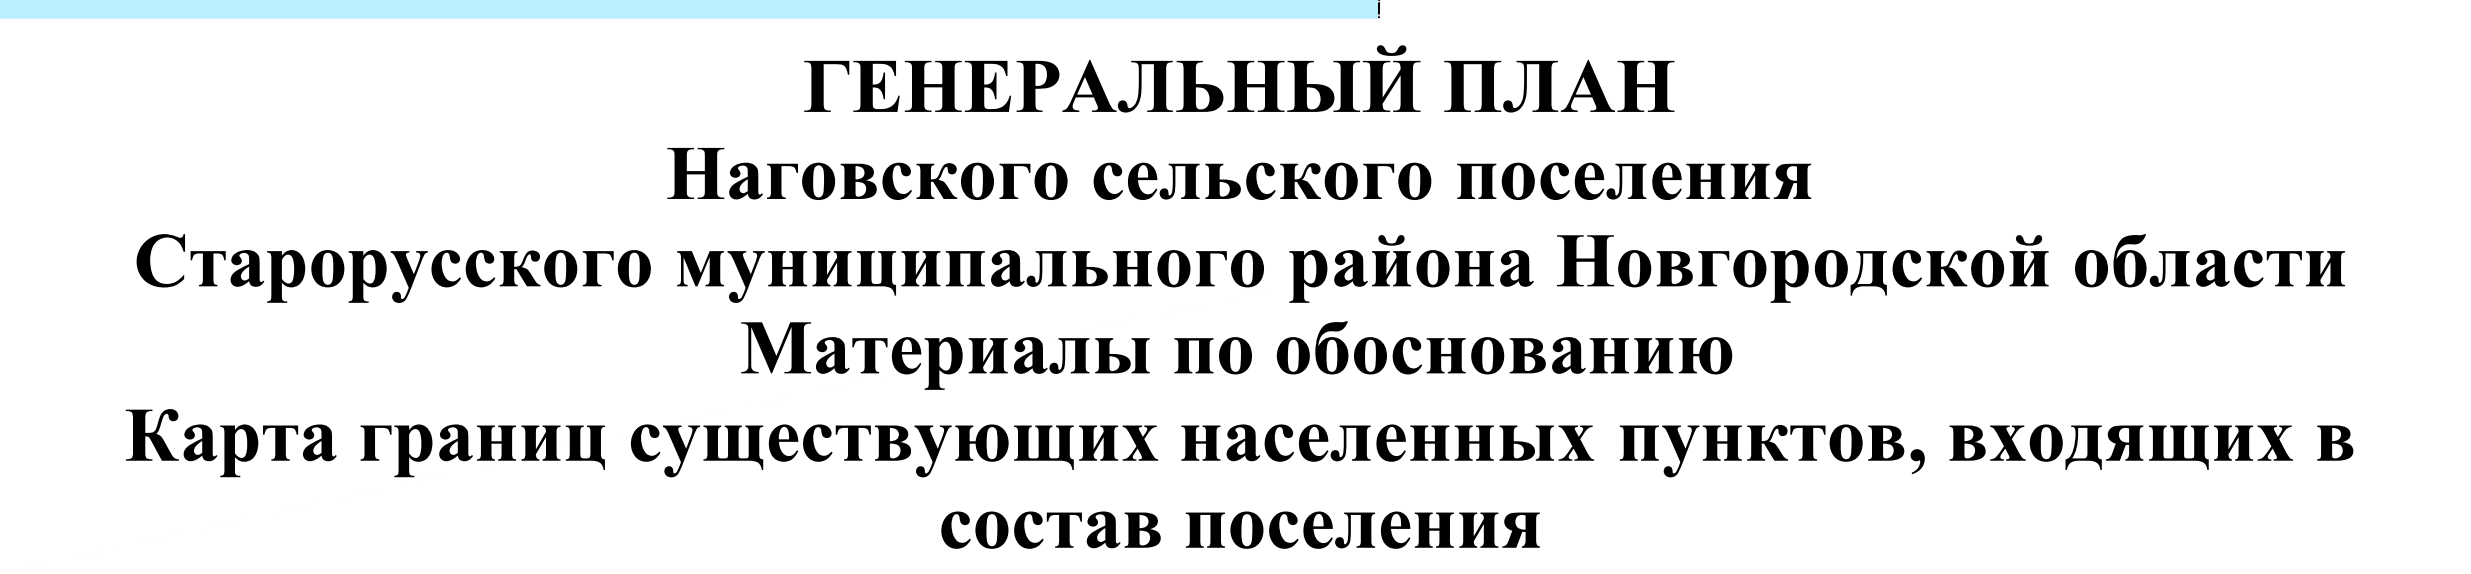 ГЕНЕРАЛЬНЫЙ ПЛАН
Наговского сельского поселения
Старорусского муниципального района Новгородской области
Материалы по обоснованию
Карта границ существующих населенных пунктов, входящих в
состав поселения